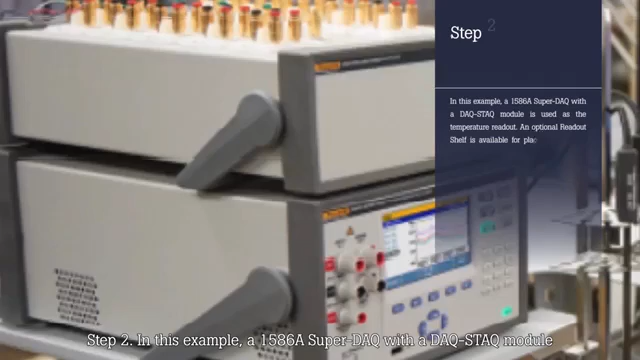 Step 2
In this example, a 1586A Super-DAQ with
a DAQ-STAQ module is used as the
temperature readout. An optional Readout
Shelf is available for plac
Step 2. In this example, a 1586A Super-DAQ with a DAQ-STAQ module